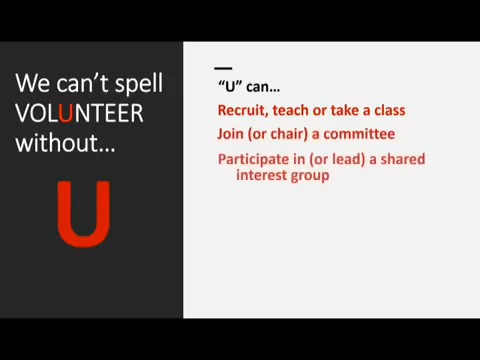 We can't spell
VOLUNTEER
without...
U
"U" can...
Recruit, teach or take a class
Join (or chair) a committee
Participate in (or lead) a shared
interest group